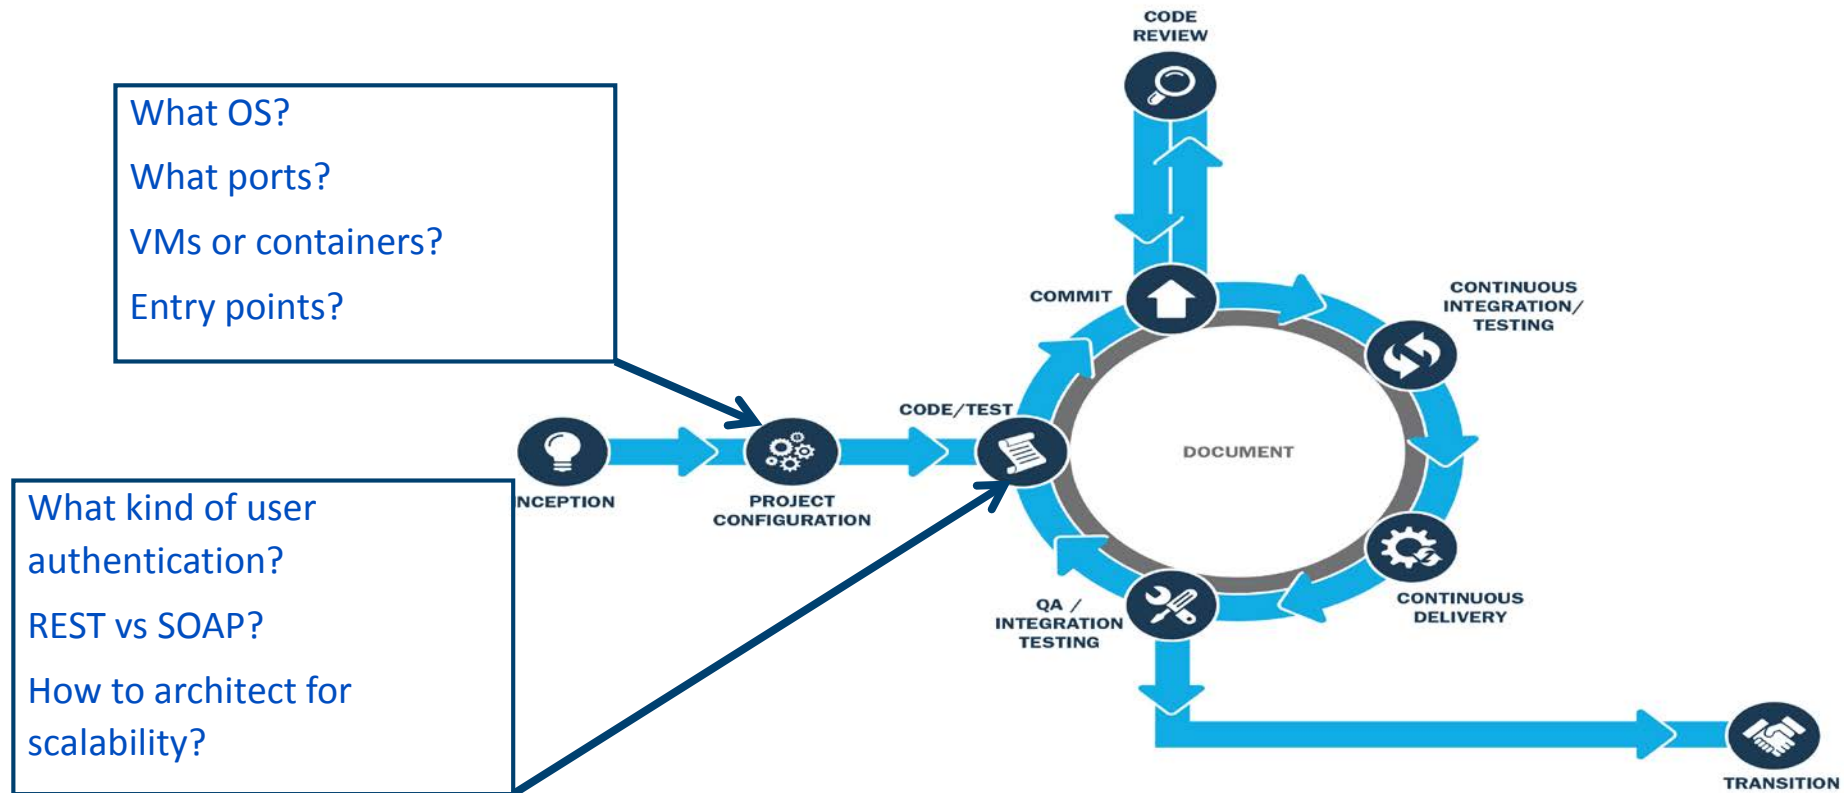 CODE
REVIEW
What OS?
What ports?
VMs or containers?
Entry points?
COMMIT
CONTINUOUS
INTEGRATION/
TESTING
CODE/TEST
DOCUMENT
NCEPTION
PROJECT
CONFIGURATION
What kind of user
authentication?
REST vs SOAP?
How to architect for
scalability?
QA /
INTEGRATION
TESTING
CONTINUOUS
DELIVERY
TRANSITION